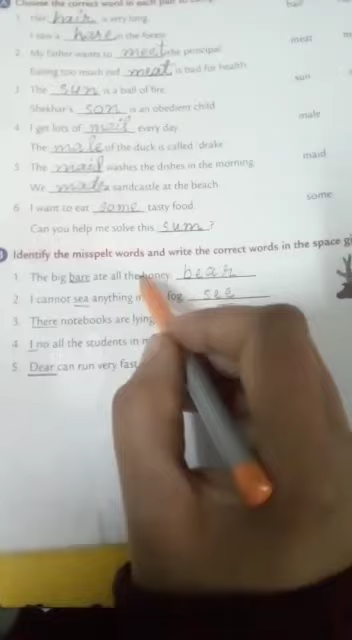 Choose the correct word in each pair to
1. Her hair is very long. hair
I saw a hare in the forest.
2. My father wants to meet the principal. meat
Eating too much red meat is bad for health.
3. The sun is a ball of fire. sun
Shekhar's son is an obedient child.
4. I get lots of mail every day. male
The male of the duck is called drake.
5. The maid washes the dishes in the morning. maid
We made a sandcastle at the beach.
6. I want to eat some tasty food. some
Can you help me solve this sum?
Identify the misspelt words and write the correct words in the space
1. The big bare ate all the honey. bear
2. I cannot sea anything fog. see
3. There notebooks are lying
4. I no all the students in
5. Dear can run very fast